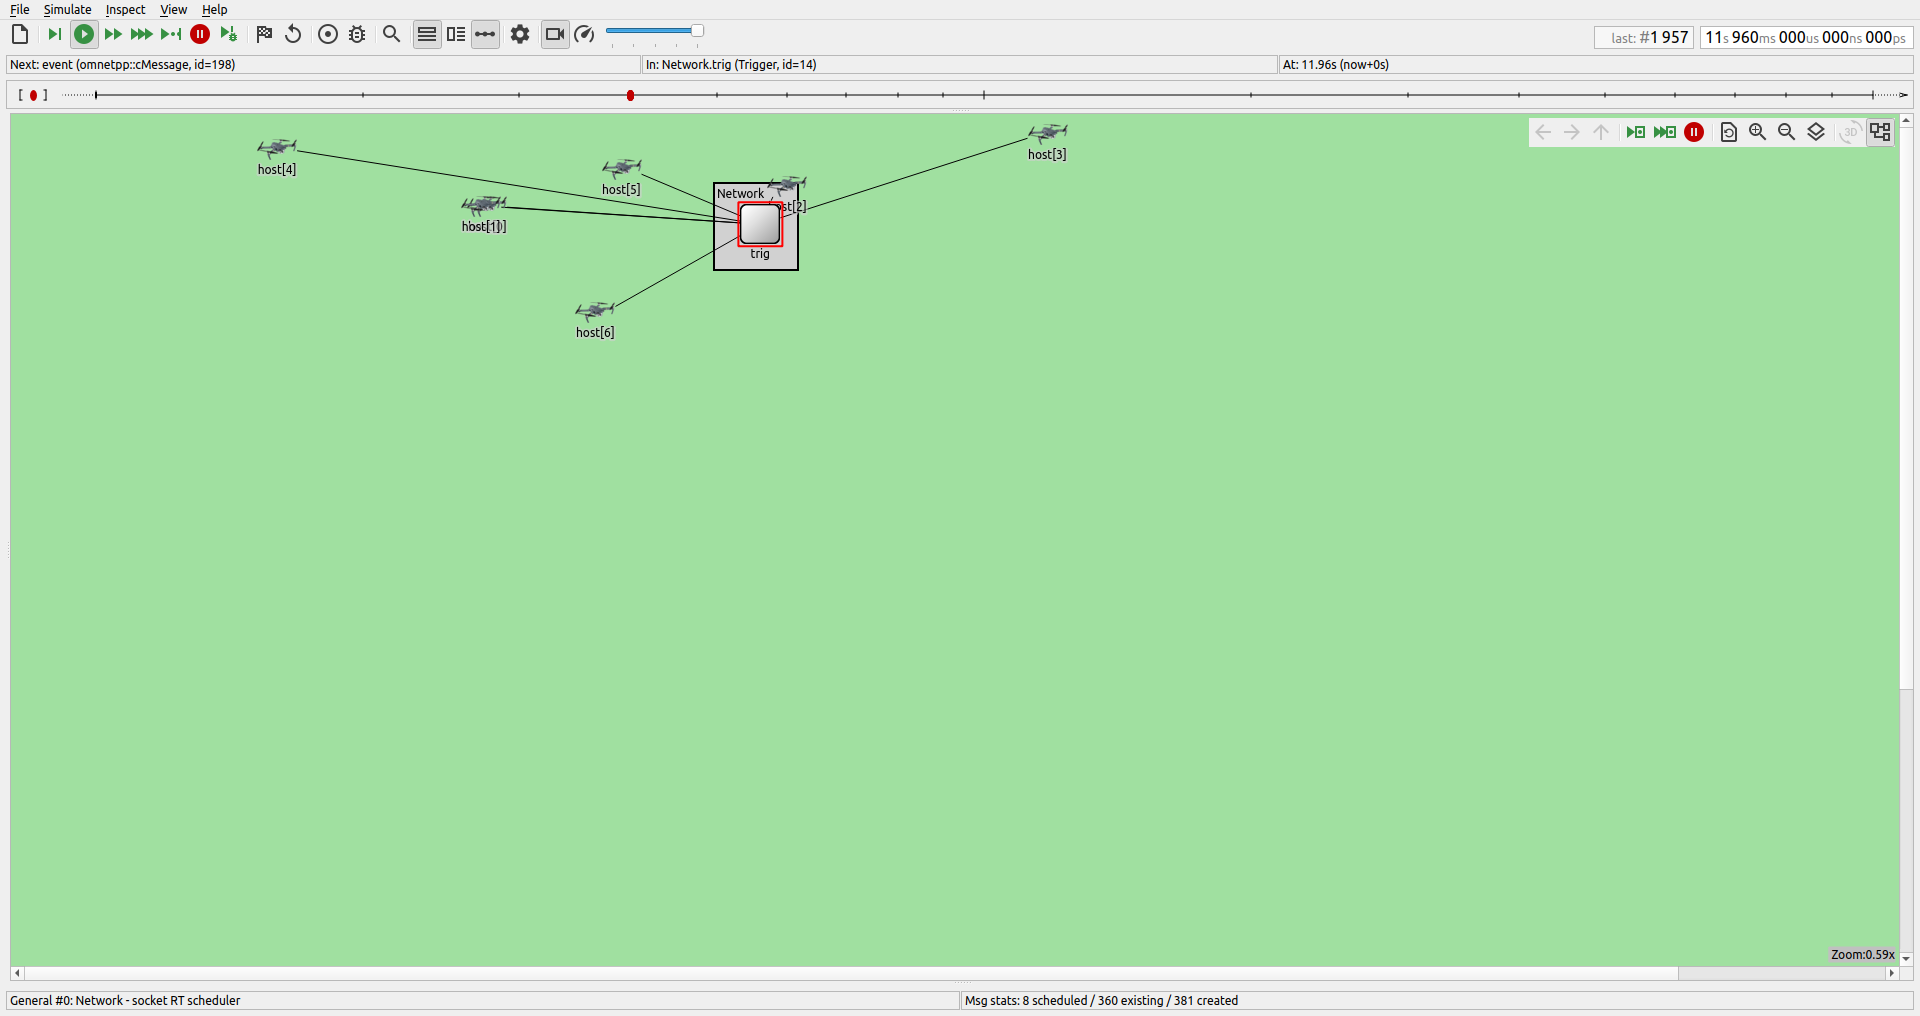 File Simulate Inspect View Help
last: #1 957 11s 960ms 000us 000ns 000ps
Next: event (omnetpp::cMessage, id=198) In: Network.trig (Trigger, id=14) At: 11.96s (now+0s)
[ ]
3D
host[3]
host[4]
host[5]
Network
st[2]
host[1]
trig
host[6]
Zoom:0.59x
General #0: Network - socket RT scheduler Msg stats: 8 scheduled / 360 existing / 381 created